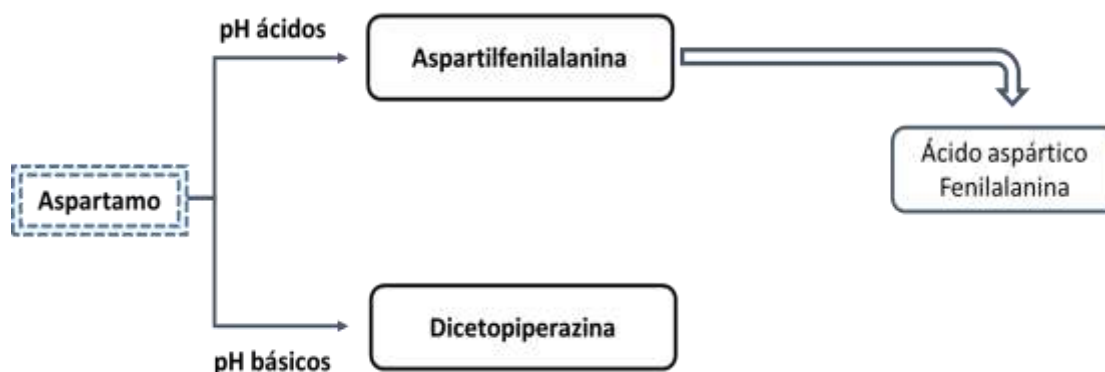 pH ácidos
Aspartilfenilalanina
Ácido aspártico
Fenilalanina
Aspartamo
Dicetopiperazina
pH básicos